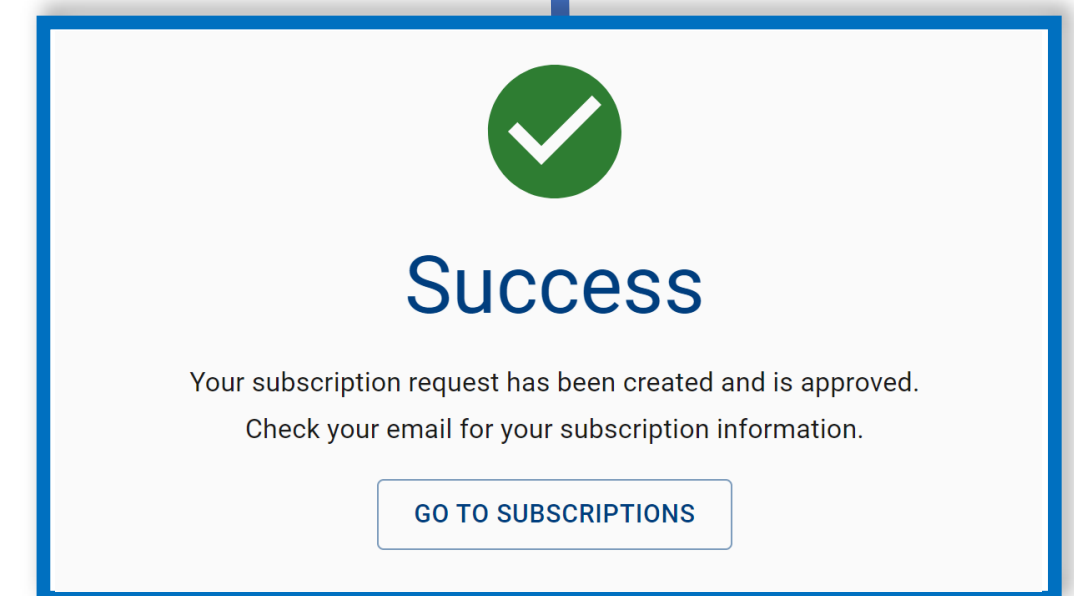 Success
Your subscription request has been created and is approved.
Check your email for your subscription information.
GO TO SUBSCRIPTIONS